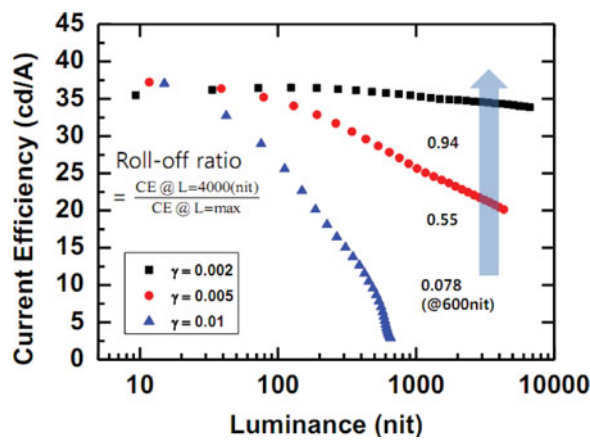 Current Efficiency (cd/A)
45
40
35
30
25
20
15
10
5
0
Roll-off ratio
= CE @ L=4000(nit)
CE @ L=max
γ = 0.002
γ = 0.005
γ = 0.01
0.94
0.55
0.078
(@600nit)
10 100 1000 10000
Luminance (nit)